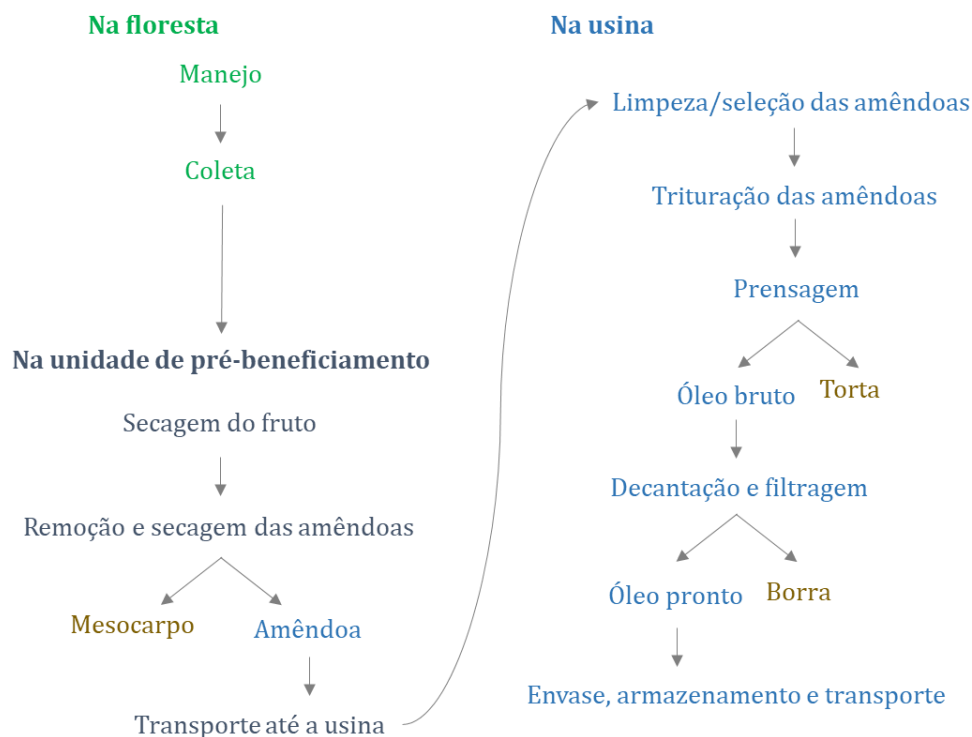 Na floresta
Manejo
Coleta
Na unidade de pré-beneficiamento
Secagem do fruto
Remoção e secagem das amêndoas
Mesocarpo
Amêndoa
Transporte até a usina
Na usina
Limpeza/seleção das amêndoas
Trituração das amêndoas
Prensagem
Óleo bruto
Torta
Decantação e filtragem
Óleo pronto
Borra
Envase, armazenamento e transporte